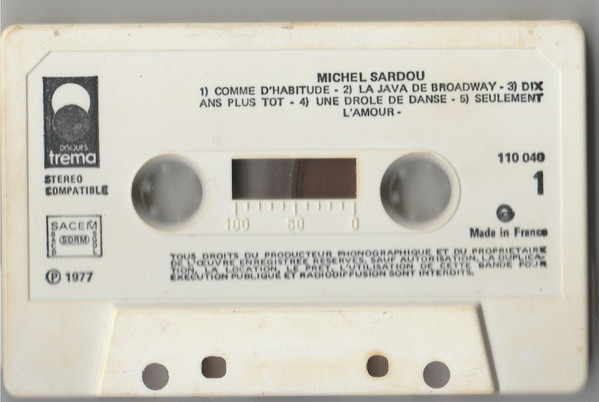 MICHEL SARDOU
1) COMME D'HABITUDE - 2) LA JAVA DE BROADWAY - 3) DIX
ANS PLUS TOT - 4) UNE DROLE DE DANSE - 5) SEULEMENT
L'AMOUR -
DISQUES
trema
STEREO
COMPATIBLE
110 040
1
100 50 0
SACEM
SDRM
Made in France
℗ 1977
TOUS DROITS DU PRODUCTEUR PHONOGRAPHIQUE ET DU PROPRIETAIRE
DE L'ŒUVRE ENREGISTREE RESERVES. SAUF AUTORISATION, LA DUPLICA-
TION, LA LOCATION, LE PRET, L'UTILISATION DE CETTE BANDE POUR
EXECUTION PUBLIQUE ET RADIODIFFUSION SONT INTERDITS.